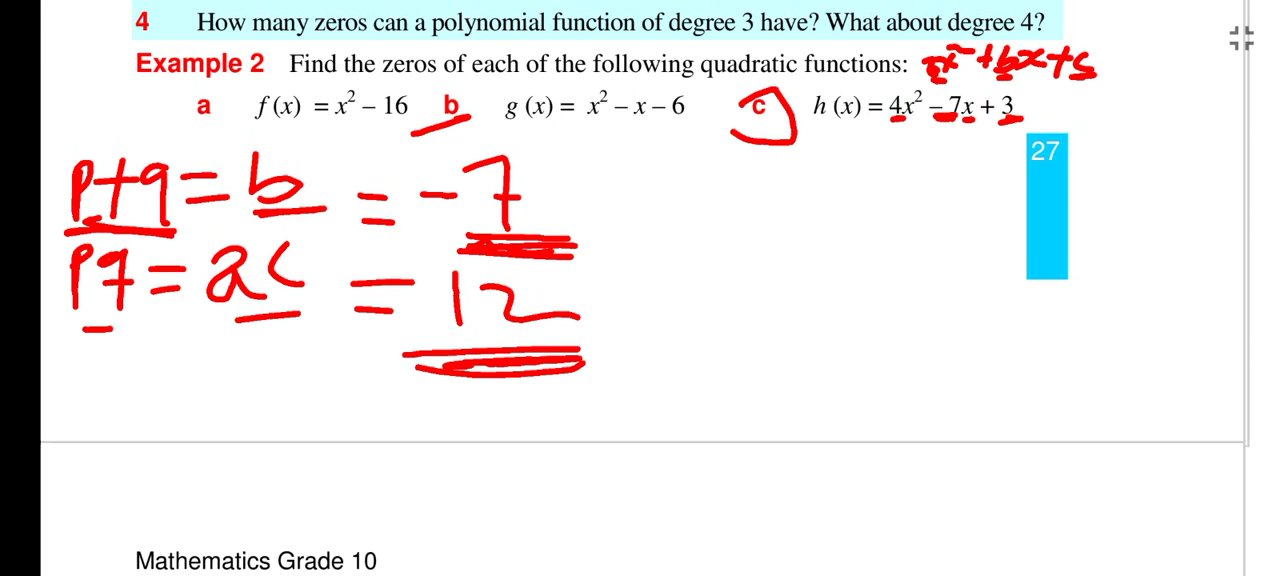 4 How many zeros can a polynomial function of degree 3 have? What about degree 4?
Example 2 Find the zeros of each of the following quadratic functions: ax² + bx + c
a f (x) = x² – 16 b g (x) = x² – x – 6 c h (x) = 4x² – 7x + 3
27
p+q = b = -7
pq = ac = 12
Mathematics Grade 10